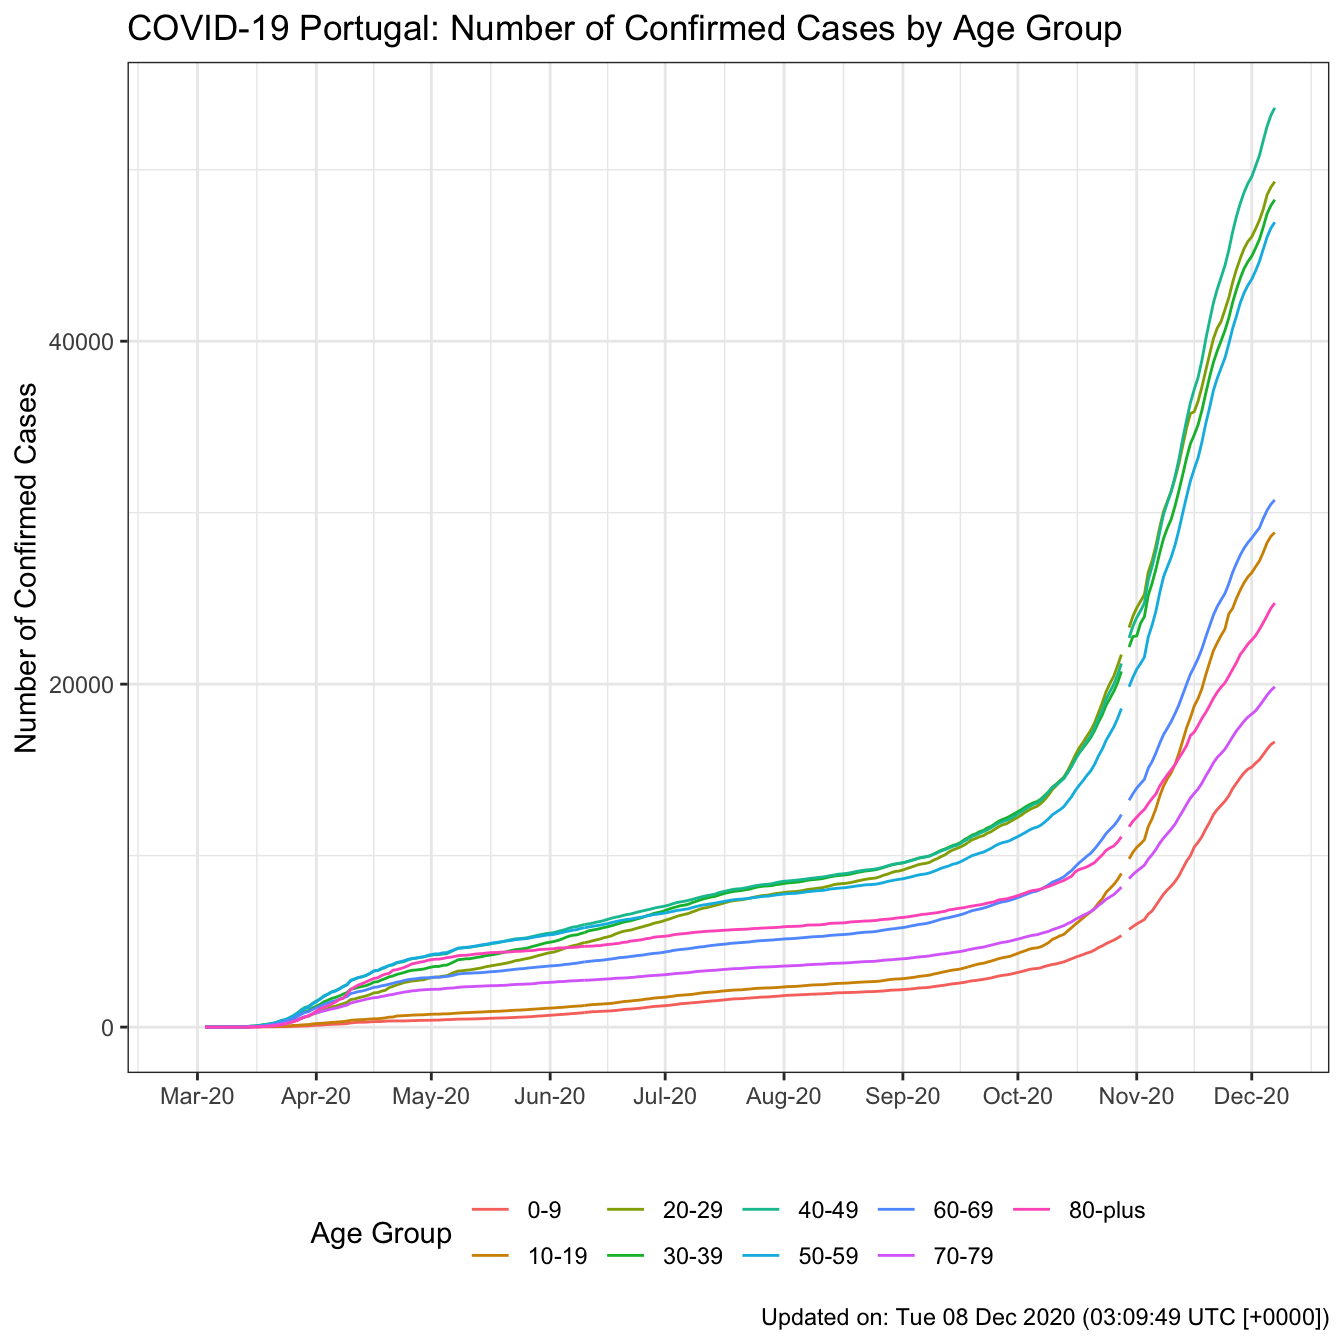 COVID-19 Portugal: Number of Confirmed Cases by Age Group
Number of Confirmed Cases
40000
20000
0
Mar-20 Apr-20 May-20 Jun-20 Jul-20 Aug-20 Sep-20 Oct-20 Nov-20 Dec-20
Age Group
0-9 20-29 40-49 60-69 80-plus
10-19 30-39 50-59 70-79
Updated on: Tue 08 Dec 2020 (03:09:49 UTC [+0000])